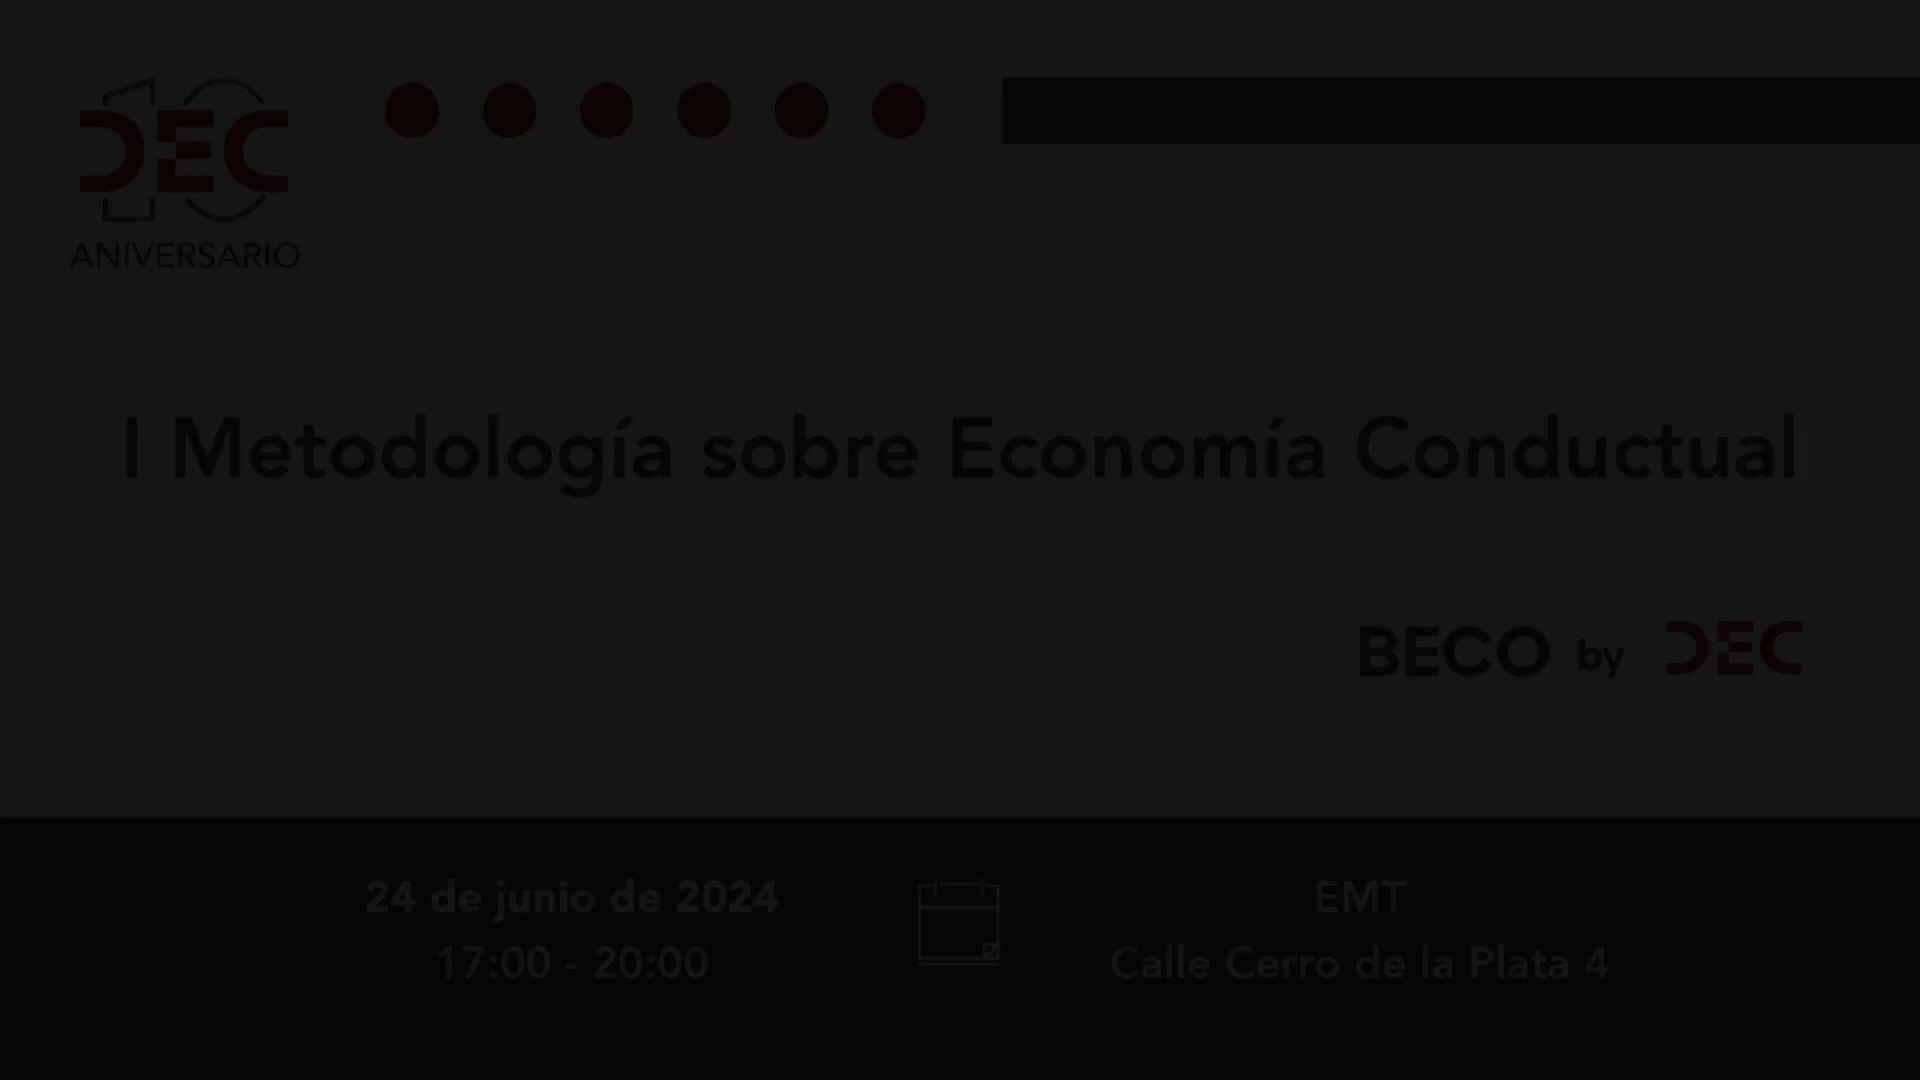 10
DEC
ANIVERSARIO
I Metodología sobre Economía Conductual
BECO by DEC
24 de junio de 2024
17:00 - 20:00
EMT
Calle Cerro de la Plata 4